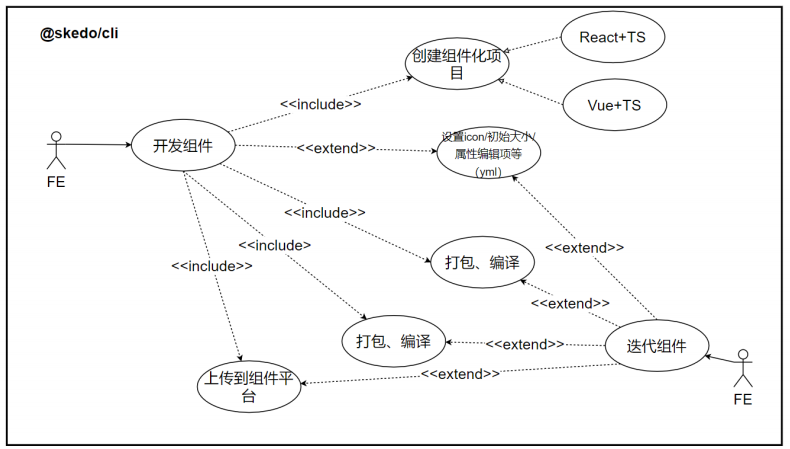 @skedo/cli
React+TS
创建组件化项
目
Vue+TS
<<include>>
设置icon/初始大小/
属性编辑项等
（yml）
开发组件
<<extend>>
FE
<<include>>
<<include>
<<extend>>
<<include>>
打包、编译
<<extend>>
打包、编译
<<extend>>
迭代组件
上传到组件平
台
<<extend>>
FE